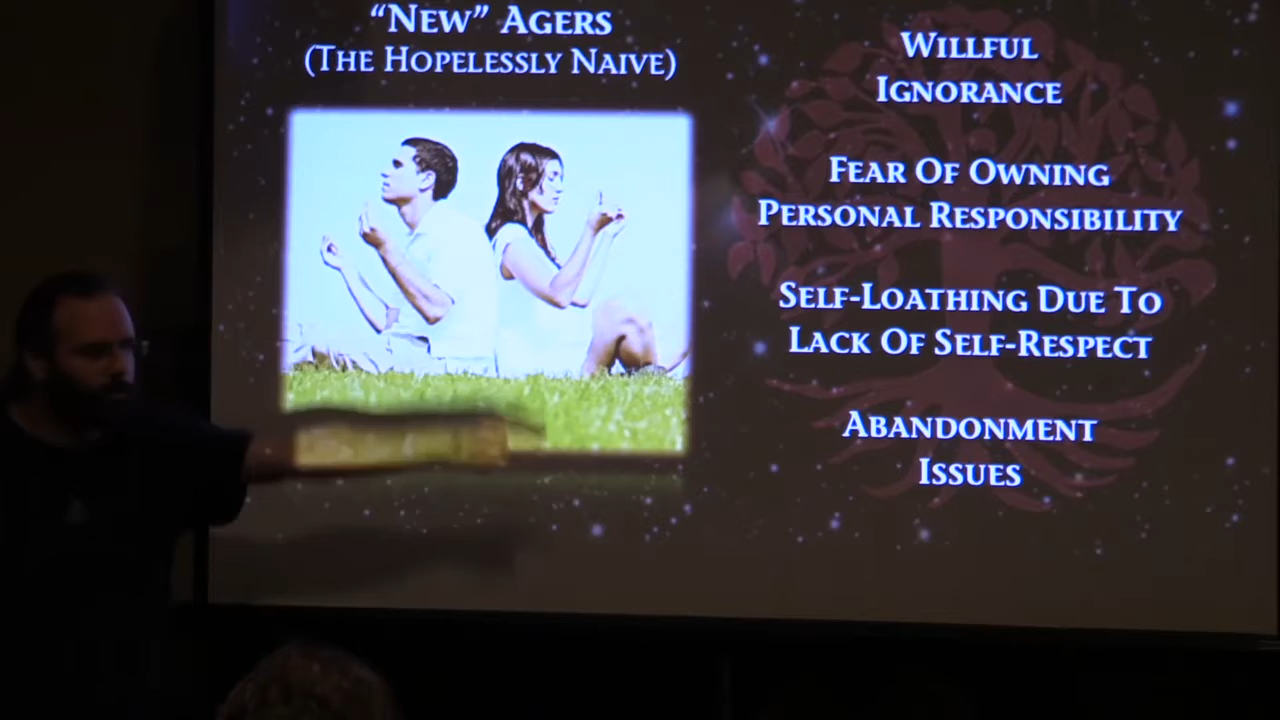 “New” Agers
(The Hopelessly Naive)
Willful
Ignorance
Fear Of Owning
Personal Responsibility
Self-Loathing Due To
Lack Of Self-Respect
Abandonment
Issues